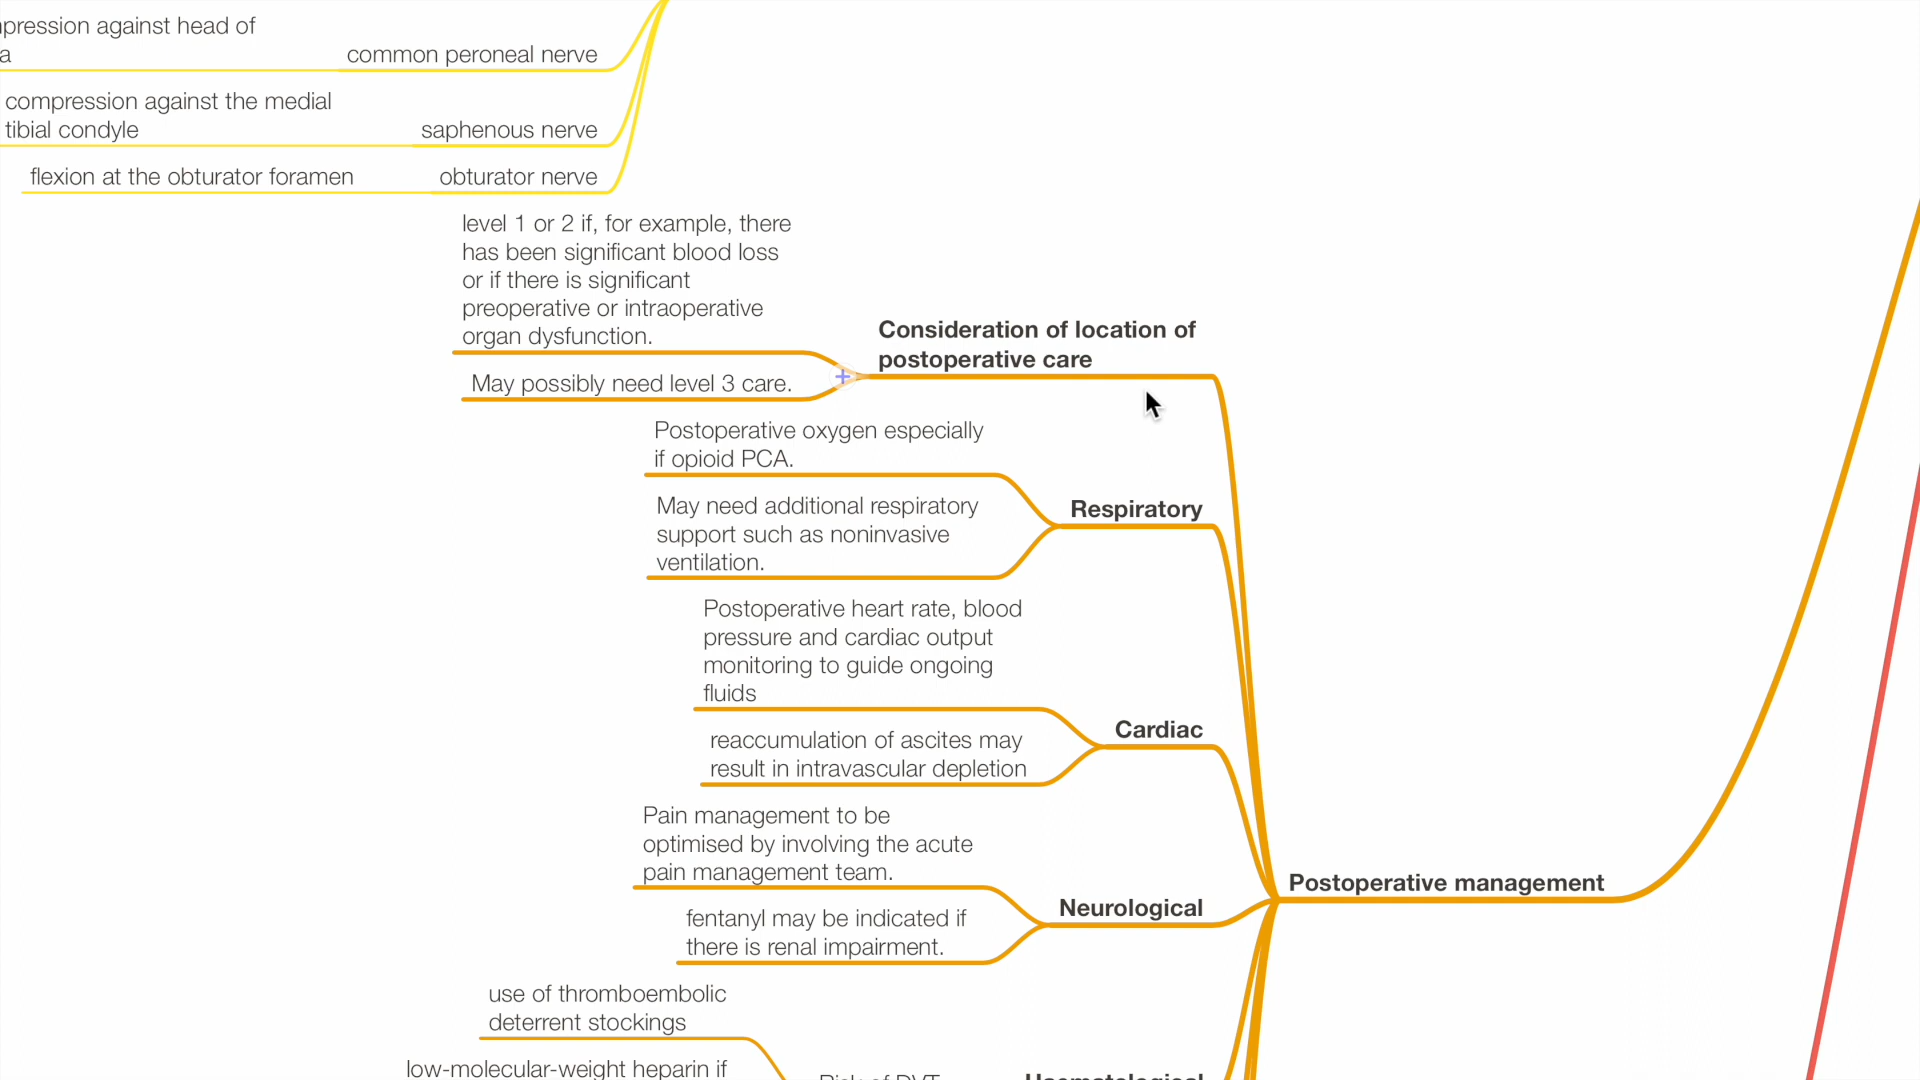 against head of
common peroneal nerve
compression against the medial
tibial condyle
saphenous nerve
flexion at the obturator foramen
obturator nerve
level 1 or 2 if, for example, there
has been significant blood loss
or if there is significant
preoperative or intraoperative
organ dysfunction.
May possibly need level 3 care.
Consideration of location of
postoperative care
Postoperative oxygen especially
if opioid PCA.
May need additional respiratory
support such as noninvasive
ventilation.
Respiratory
Postoperative heart rate, blood
pressure and cardiac output
monitoring to guide ongoing
fluids
reaccumulation of ascites may
result in intravascular depletion
Cardiac
Pain management to be
optimised by involving the acute
pain management team.
fentanyl may be indicated if
there is renal impairment.
Neurological
Postoperative management
use of thromboembolic
deterrent stockings
low-molecular-weight heparin if
Risk of DVT
Haematological